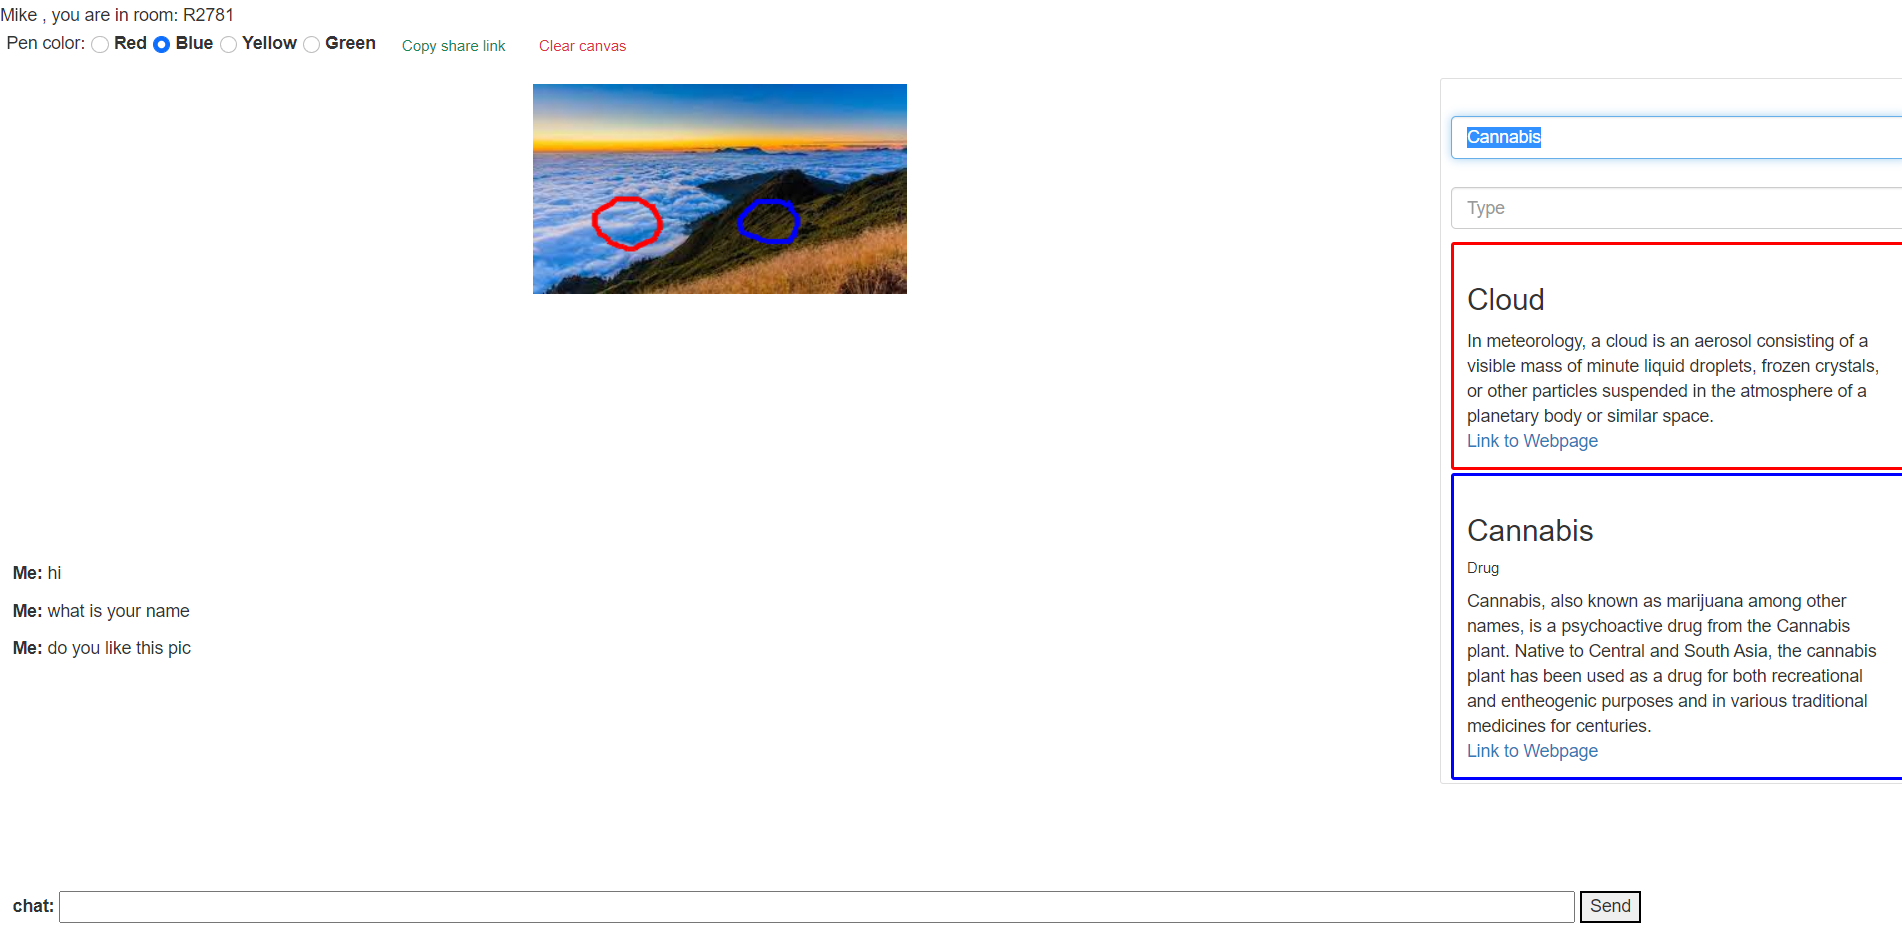 Mike , you are in room: R2781
Pen color: Red Blue Yellow Green Copy share link Clear canvas
Cannabis
Type
Cloud
In meteorology, a cloud is an aerosol consisting of a
visible mass of minute liquid droplets, frozen crystals,
or other particles suspended in the atmosphere of a
planetary body or similar space.
Link to Webpage
Cannabis
Drug
Cannabis, also known as marijuana among other
names, is a psychoactive drug from the Cannabis
plant. Native to Central and South Asia, the cannabis
plant has been used as a drug for both recreational
and entheogenic purposes and in various traditional
medicines for centuries.
Link to Webpage
Me: hi
Me: what is your name
Me: do you like this pic
chat: Send